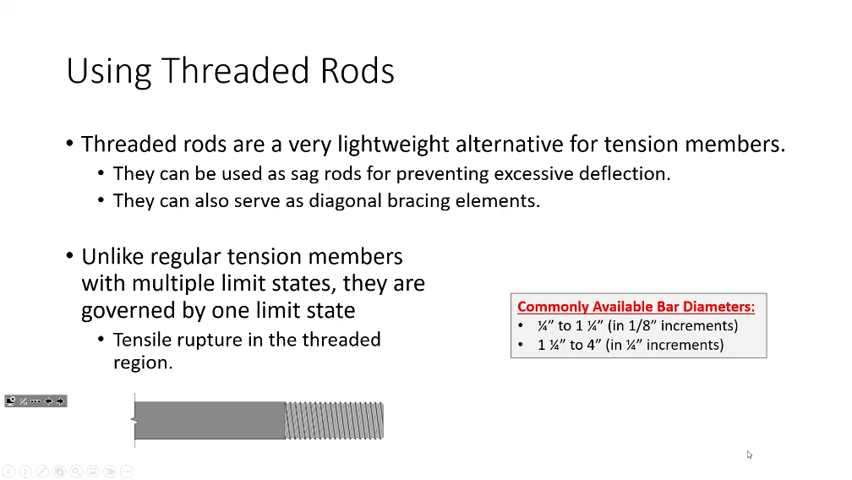 Using Threaded Rods
• Threaded rods are a very lightweight alternative for tension members.
• They can be used as sag rods for preventing excessive deflection.
• They can also serve as diagonal bracing elements.
• Unlike regular tension members
with multiple limit states, they are
governed by one limit state
• Tensile rupture in the threaded
region.
Commonly Available Bar Diameters:
• ¼” to 1 ¼” (in 1/8” increments)
• 1 ¼” to 4” (in ¼” increments)